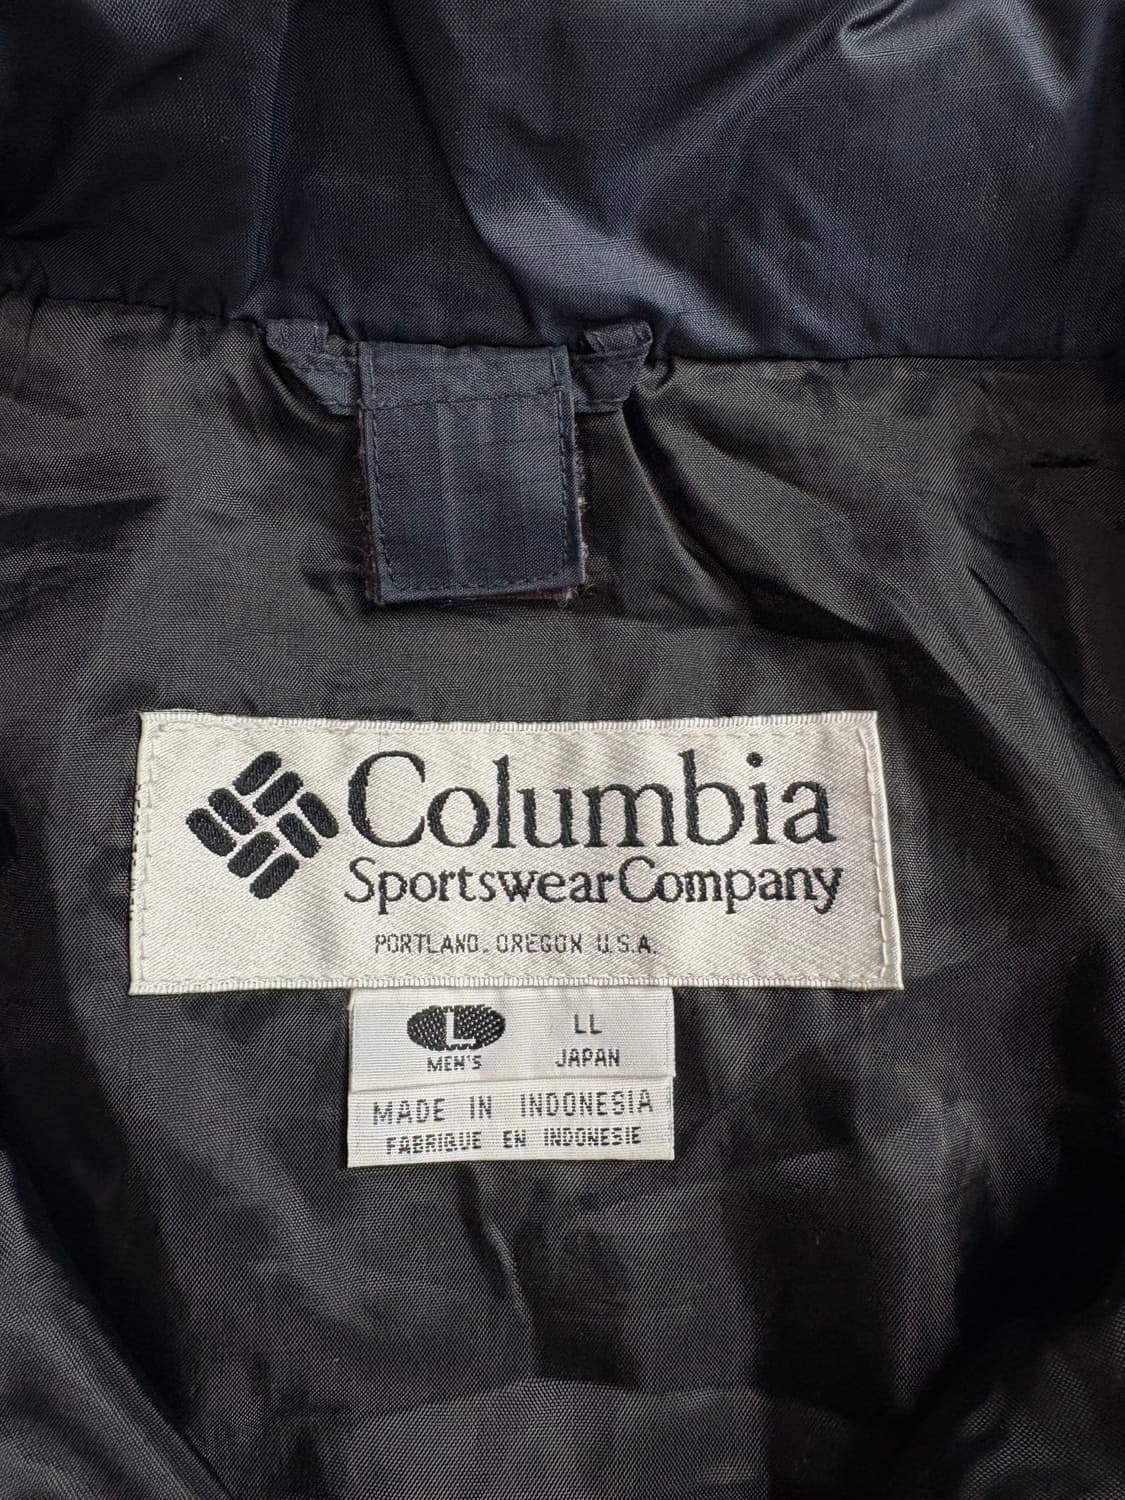 Columbia
Sportswear Company
PORTLAND, OREGON U.S.A.
L LL
MEN'S JAPAN
MADE IN INDONESIA
FABRIQUE EN INDONESIE